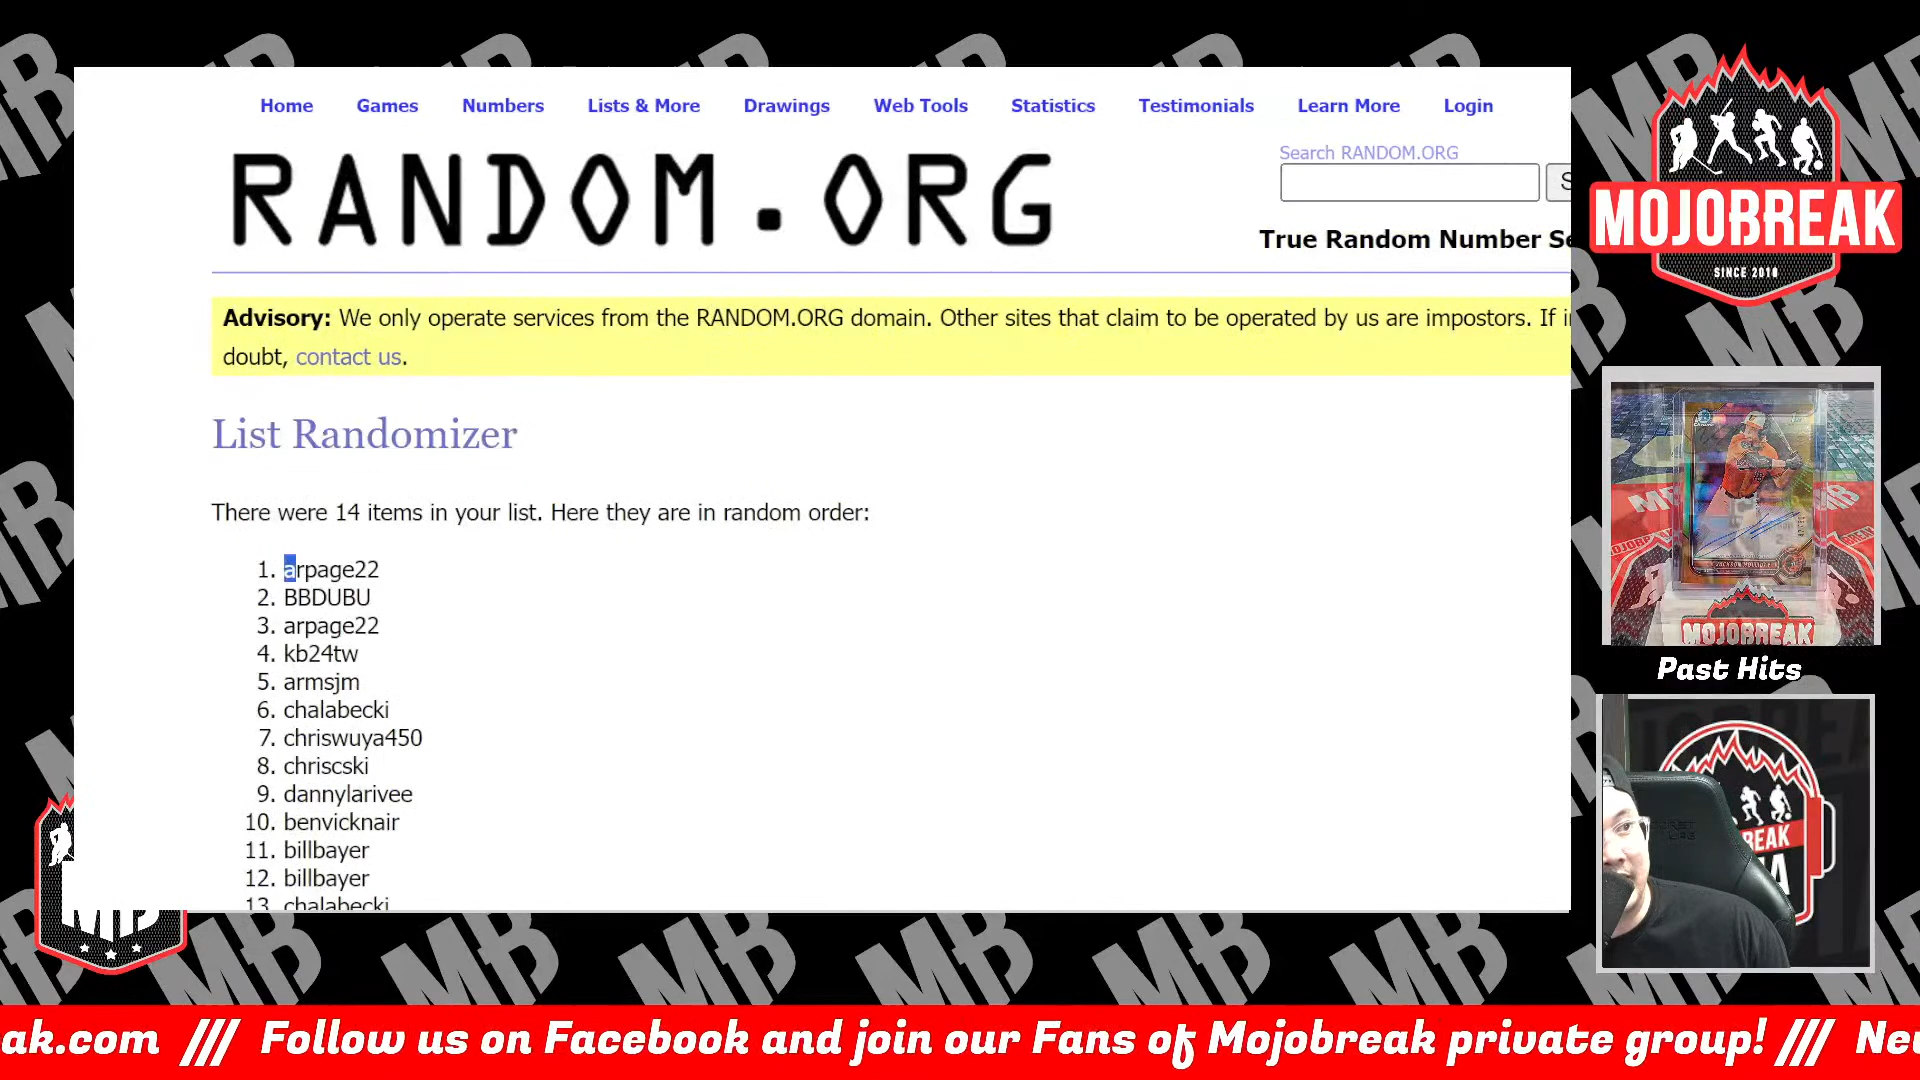 Home Games Numbers Lists & More Drawings Web Tools Statistics Testimonials Learn More Login
RANDOM.ORG
Search RANDOM.ORG
S
True Random Number Se
Advisory: We only operate services from the RANDOM.ORG domain. Other sites that claim to be operated by us are impostors. If in
doubt, contact us.
List Randomizer
There were 14 items in your list. Here they are in random order:
1. arpage22
2. BBDUBU
3. arpage22
4. kb24tw
5. armsjm
6. chalabecki
7. chriswuya450
8. chriscski
9. dannylarivee
10. benvicknair
11. billbayer
12. billbayer
13. chalabecki
MOJOBREAK
SINCE 2010
MOJOBREAK
Past Hits
MB
ak.com /// Follow us on Facebook and join our Fans of Mojobreak private group! /// Ne